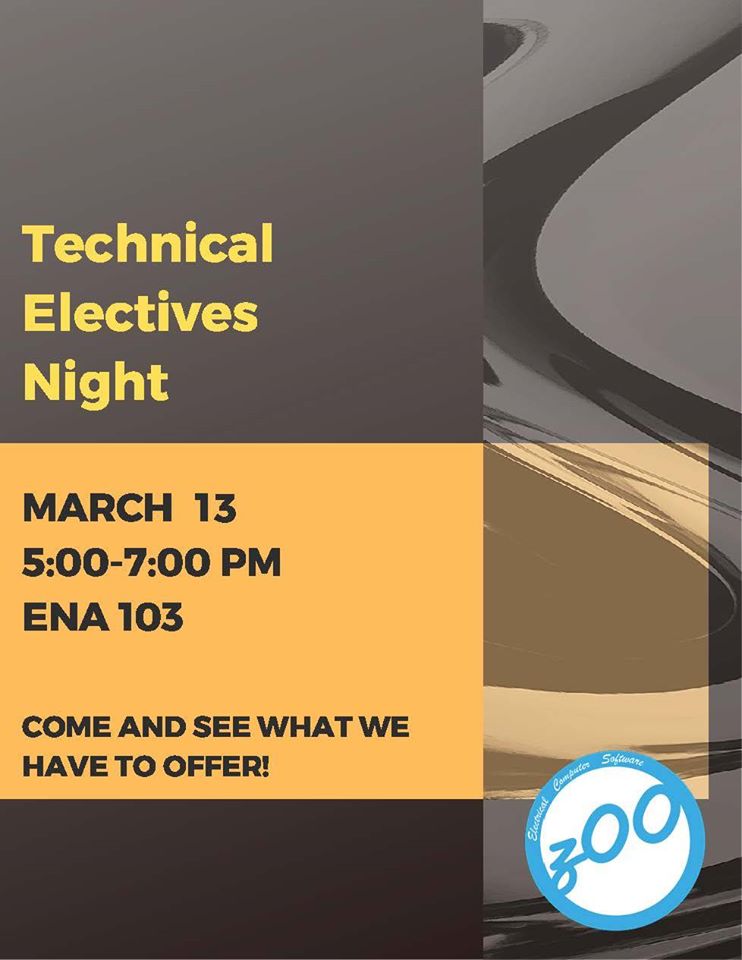 Technical
Electives
Night
MARCH 13
5:00-7:00 PM
ENA 103
COME AND SEE WHAT WE
HAVE TO OFFER!
Electrical Computer Software
zOO